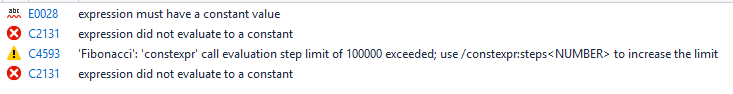 abc E0028 expression must have a constant value
C2131 expression did not evaluate to a constant
C4593 'Fibonacci': 'constexpr' call evaluation step limit of 100000 exceeded; use /constexpr:steps<NUMBER> to increase the limit
C2131 expression did not evaluate to a constant